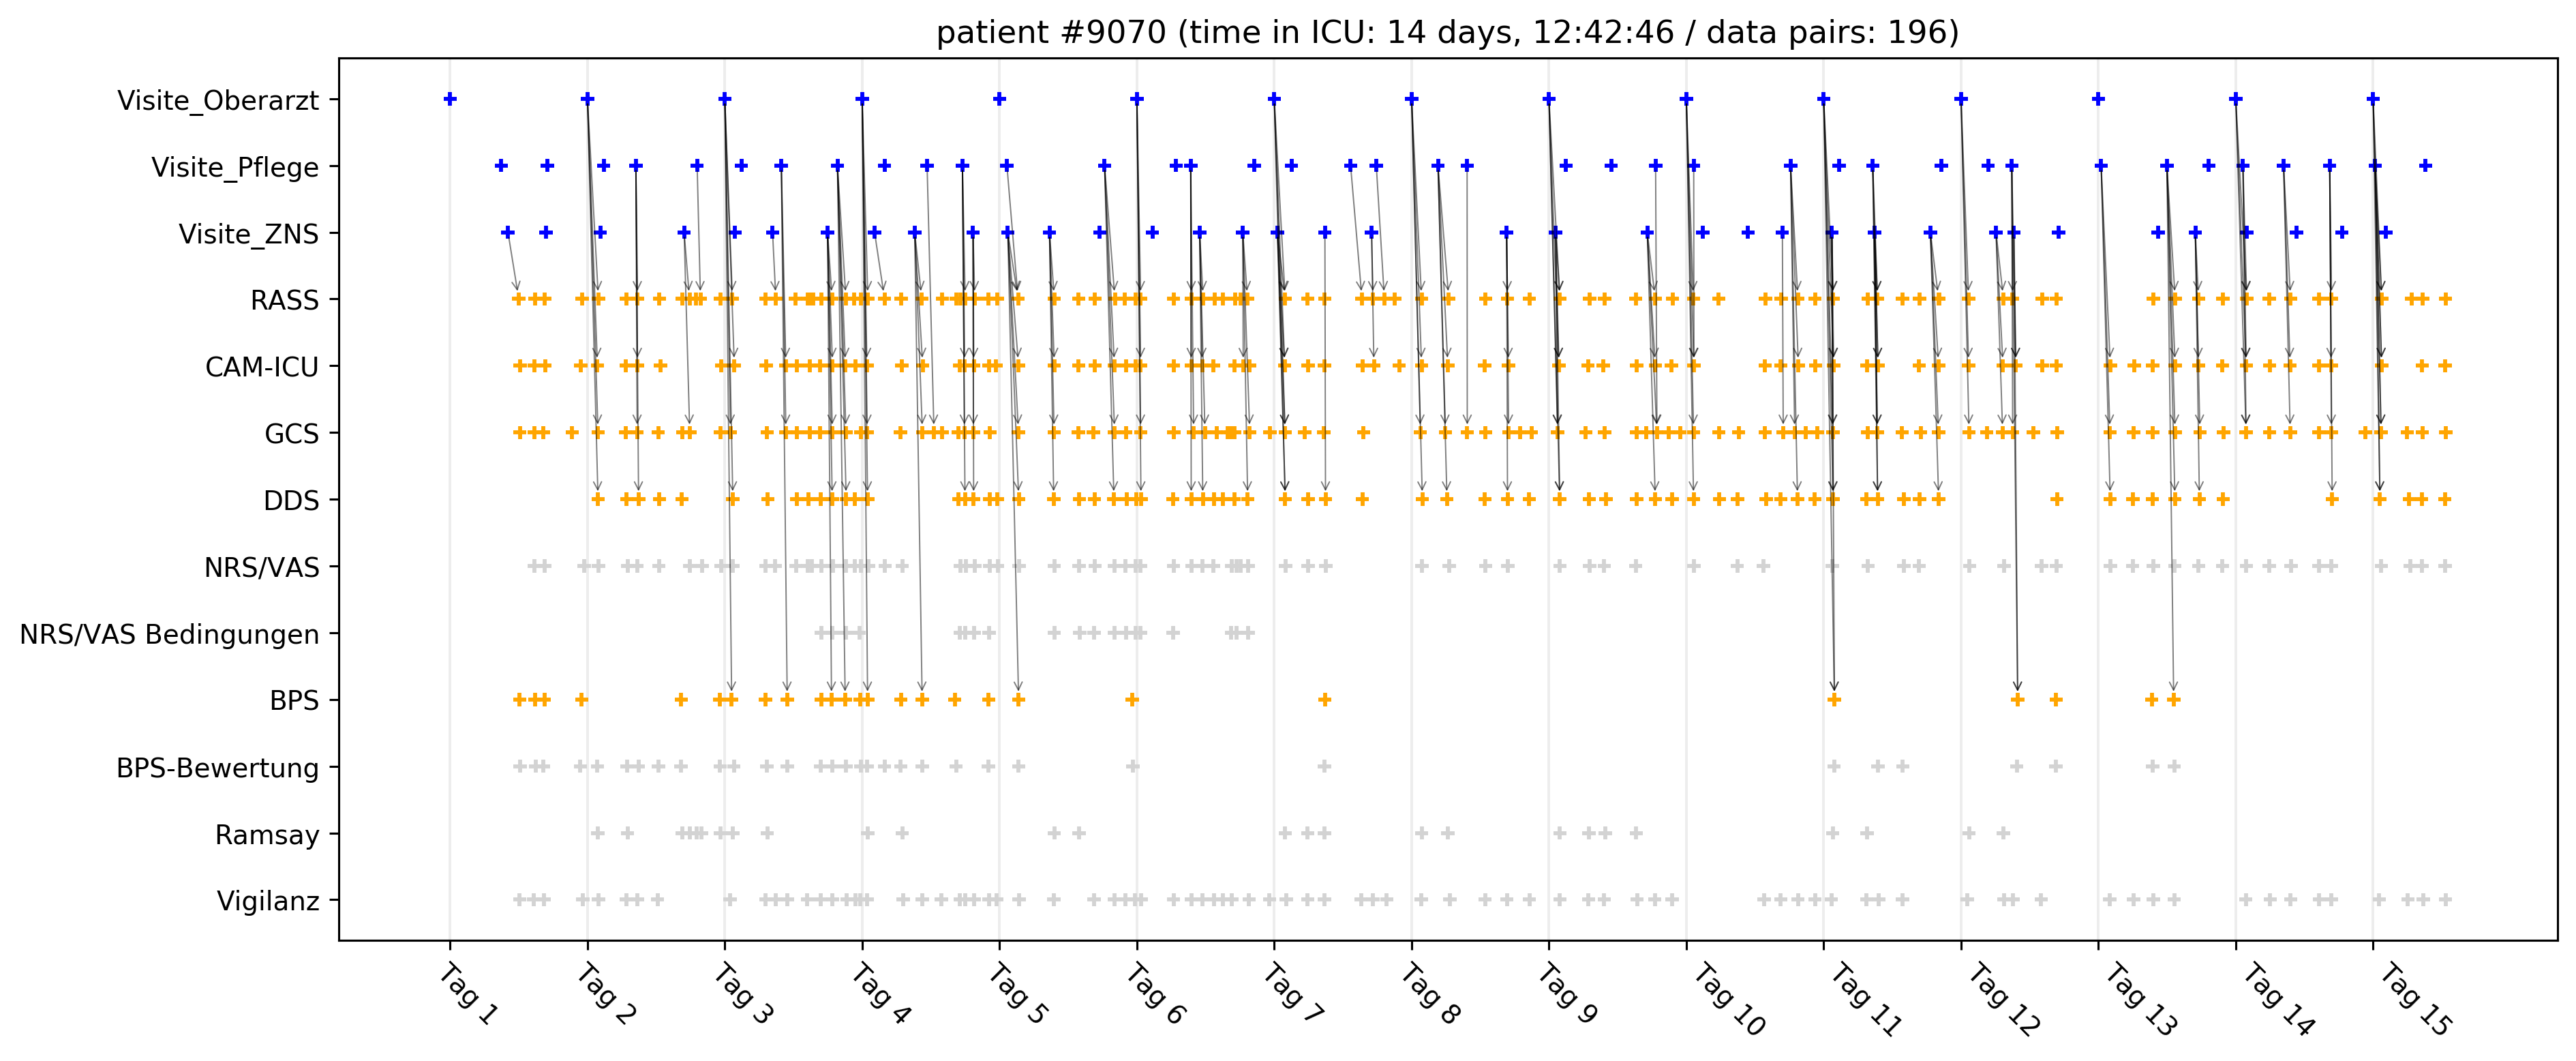 patient #9070 (time in ICU: 14 days, 12:42:46 / data pairs: 196)
Visite_Oberarzt
Visite_Pflege
Visite_ZNS
RASS
CAM-ICU
GCS
DDS
NRS/VAS
NRS/VAS Bedingungen
BPS
BPS-Bewertung
Ramsay
Vigilanz
Tag 1
Tag 2
Tag 3
Tag 4
Tag 5
Tag 6
Tag 7
Tag 8
Tag 9
Tag 10
Tag 11
Tag 12
Tag 13
Tag 14
Tag 15